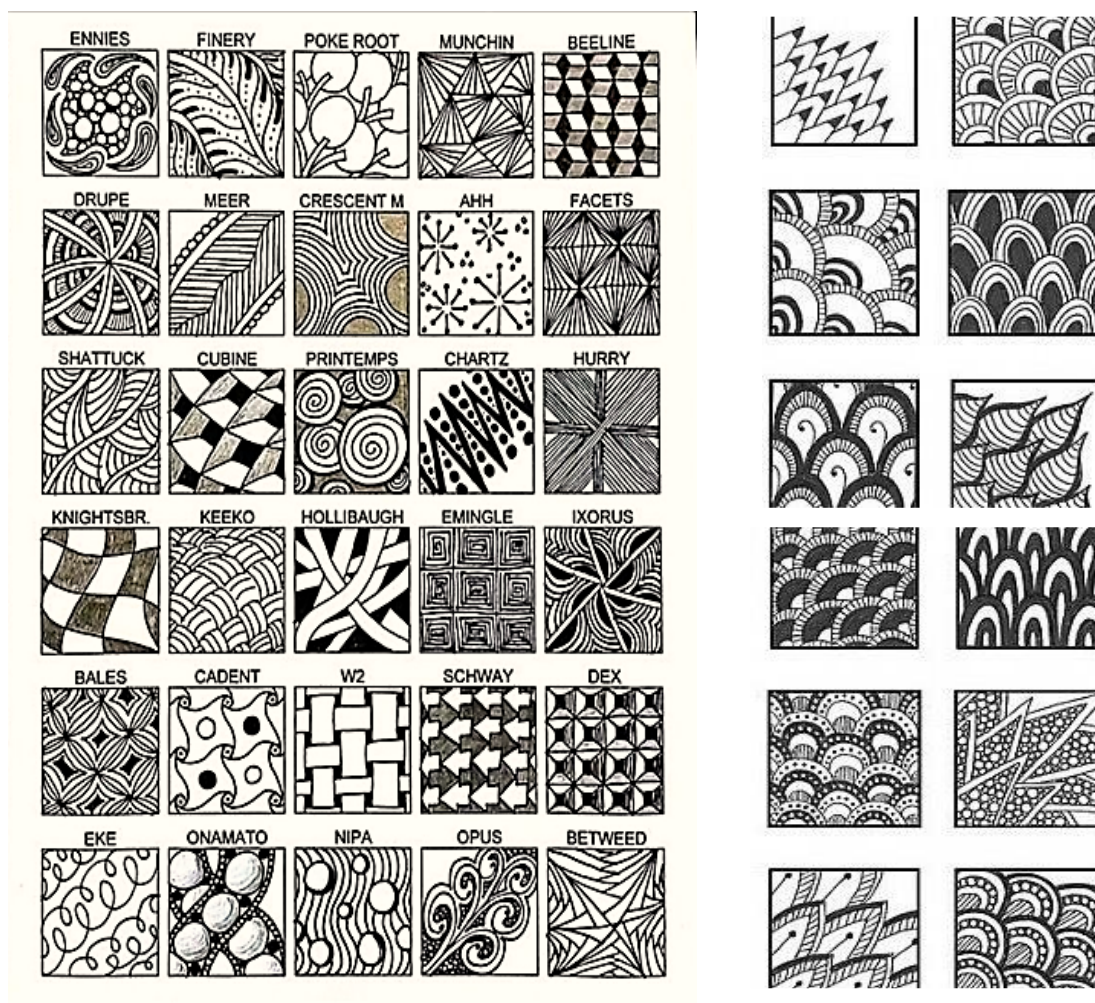 ENNIES FINERY POKE ROOT MUNCHIN BEELINE
DRUPE MEER CRESCENT M AHH FACETS
SHATTUCK CUBINE PRINTEMPS CHARTZ HURRY
KNIGHTSBR. KEEKO HOLLIBAUGH EMINGLE IXORUS
BALES CADENT W2 SCHWAY DEX
EKE ONAMATO NIPA OPUS BETWEED